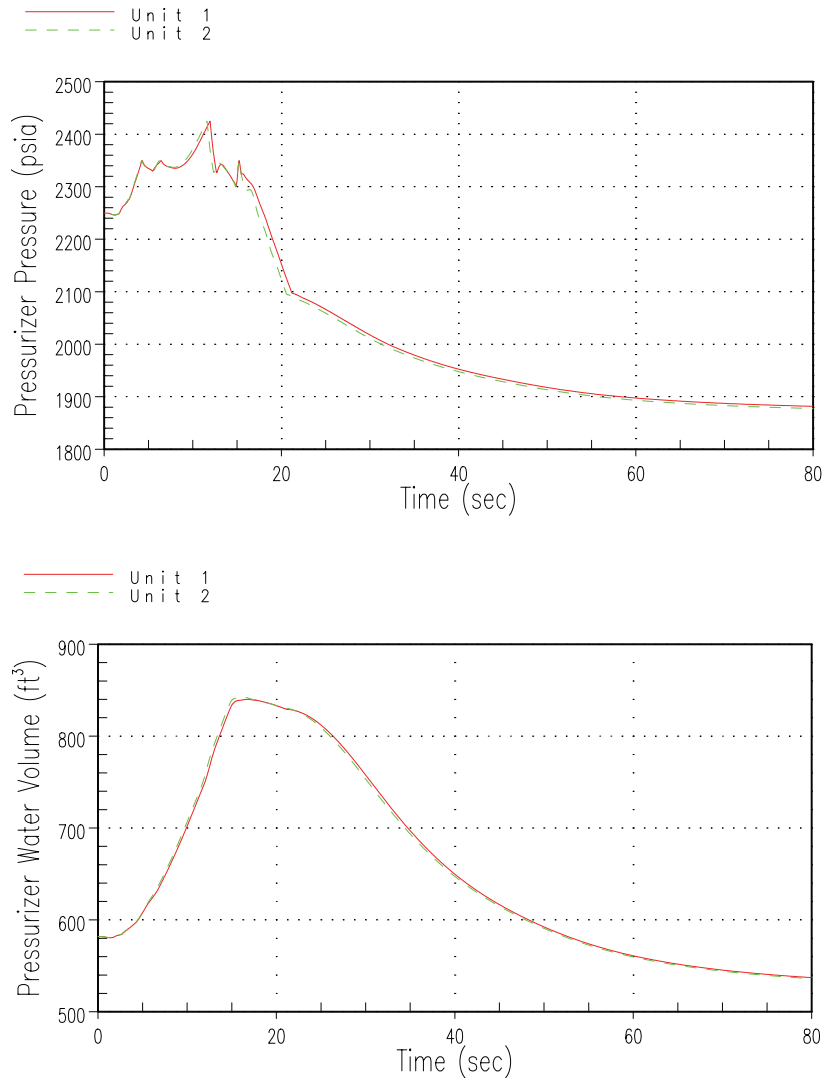 Unit 1
Unit 2
2500
2400
2300
2200
2100
2000
1900
1800
Pressurizer Pressure (psia)
0 20 40 60 80
Time (sec)
Unit 1
Unit 2
900
800
700
600
500
Pressurizer Water Volume (ft³)
0 20 40 60 80
Time (sec)